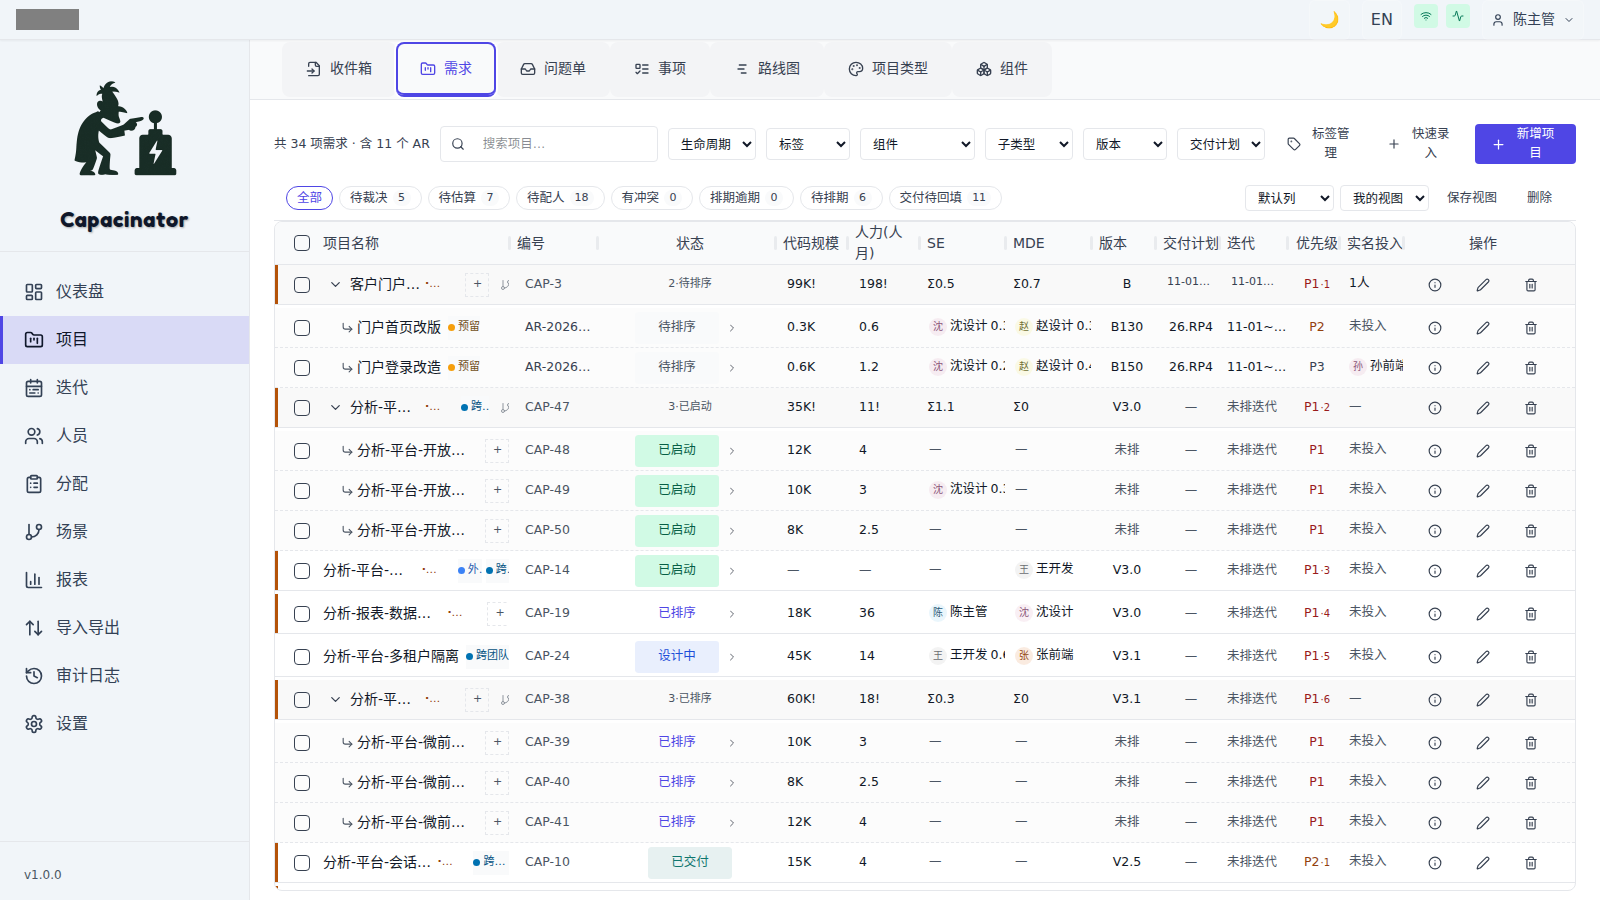 EN
陈主管
收件箱
需求
问题单
事项
路线图
项目类型
组件
Capacinator
仪表盘
项目
迭代
人员
分配
场景
报表
导入导出
审计日志
设置
v1.0.0
共 34 项需求 · 含 11 个 AR
搜索项目...
生命周期
标签
组件
子类型
版本
交付计划
标签管理
快速录入
新增项目
全部
待裁决 5
待估算 7
待配人 18
有冲突 0
排期逾期 0
待排期 6
交付待回填 11
默认列
我的视图
保存视图
删除
项目名称 编号 状态 代码规模 人力(人月) SE MDE 版本 交付计划 迭代 优先级 实名投入 操作
客户门户... ·... + CAP-3 2·待排序 99K! 198! Σ0.5 Σ0.7 B 11-01... 11-01... P1·1 1人
门户首页改版 预留 AR-2026... 待排序 0.3K 0.6 沈 沈设计 0. 赵 赵设计 0. B130 26.RP4 11-01~... P2 未投入
门户登录改造 预留 AR-2026... 待排序 0.6K 1.2 沈 沈设计 0. 赵 赵设计 0. B150 26.RP4 11-01~... P3 孙 孙前端
分析-平... ·... 跨.. CAP-47 3·已启动 35K! 11! Σ1.1 Σ0 V3.0 — 未排迭代 P1·2 —
分析-平台-开放... + CAP-48 已启动 12K 4 — — 未排 — 未排迭代 P1 未投入
分析-平台-开放... + CAP-49 已启动 10K 3 沈 沈设计 0. — 未排 — 未排迭代 P1 未投入
分析-平台-开放... + CAP-50 已启动 8K 2.5 — — 未排 — 未排迭代 P1 未投入
分析-平台-... ·... 外. 跨. CAP-14 已启动 — — — 王 王开发 V3.0 — 未排迭代 P1·3 未投入
分析-报表-数据... ·... + CAP-19 已排序 18K 36 陈 陈主管 沈 沈设计 V3.0 — 未排迭代 P1·4 未投入
分析-平台-多租户隔离 跨团队 CAP-24 设计中 45K 14 王 王开发 0. 张 张前端 V3.1 — 未排迭代 P1·5 未投入
分析-平... ·... + CAP-38 3·已排序 60K! 18! Σ0.3 Σ0 V3.1 — 未排迭代 P1·6 —
分析-平台-微前... + CAP-39 已排序 10K 3 — — 未排 — 未排迭代 P1 未投入
分析-平台-微前... + CAP-40 已排序 8K 2.5 — — 未排 — 未排迭代 P1 未投入
分析-平台-微前... + CAP-41 已排序 12K 4 — — 未排 — 未排迭代 P1 未投入
分析-平台-会话... ·... 跨... CAP-10 已交付 15K 4 — — V2.5 — 未排迭代 P2·1 未投入